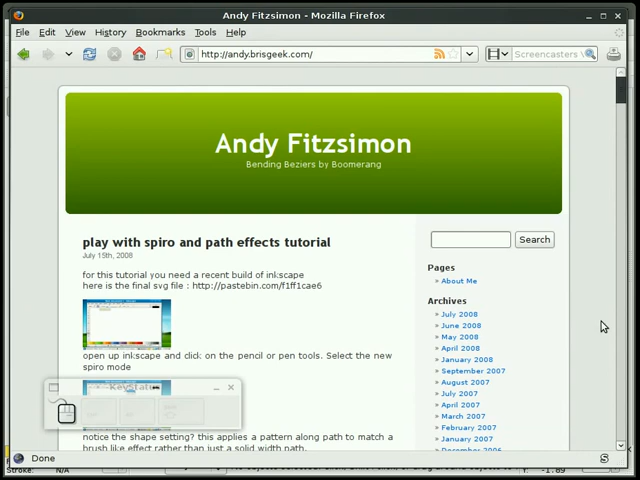 Andy Fitzsimon - Mozilla Firefox
File Edit View History Bookmarks Tools Help
http://andy.brisgeek.com/
Screencasters
Andy Fitzsimon
Bending Beziers by Boomerang
play with spiro and path effects tutorial
July 15th, 2008
for this tutorial you need a recent build of inkscape
here is the final svg file : http://pastebin.com/f1ff1cae6
open up inkscape and click on the pencil or pen tools. Select the new
spiro mode
notice the shape setting? this applies a pattern along path to match a
brush like effect rather than just a solid width path.
Search
Pages
» About Me
Archives
» July 2008
» June 2008
» May 2008
» April 2008
» January 2008
» September 2007
» August 2007
» July 2007
» April 2007
» March 2007
» February 2007
» January 2007
» December 2006
Done
Stroke: N/A
Y: -1.89